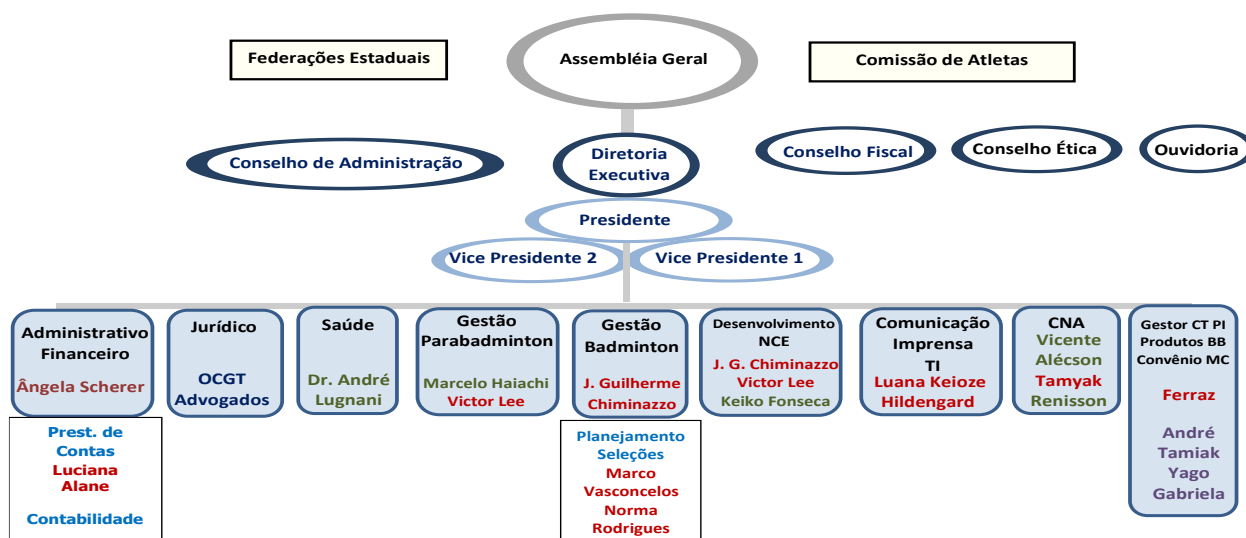 Federações Estaduais
Assembléia Geral
Comissão de Atletas
Conselho de Administração
Diretoria
Executiva
Conselho Fiscal
Conselho Ética
Ouvidoria
Presidente
Vice Presidente 2
Vice Presidente 1
Administrativo
Financeiro
Ângela Scherer
Prest. de
Contas
Luciana
Alane
Contabilidade
Jurídico
OCGT
Advogados
Saúde
Dr. André
Lugnani
Gestão
Parabadminton
Marcelo Haiachi
Victor Lee
Gestão
Badminton
J. Guilherme
Chiminazzo
Planejamento
Seleções
Marco
Vasconcelos
Norma
Rodrigues
Desenvolvimento
NCE
J. G. Chiminazzo
Victor Lee
Keiko Fonseca
Comunicação
Imprensa
TI
Luana Keioze
Hildengard
CNA
Vicente
Alécson
Tamyak
Renisson
Gestor CT PI
Produtos BB
Convênio MC
Ferraz
André
Tamiak
Yago
Gabriela